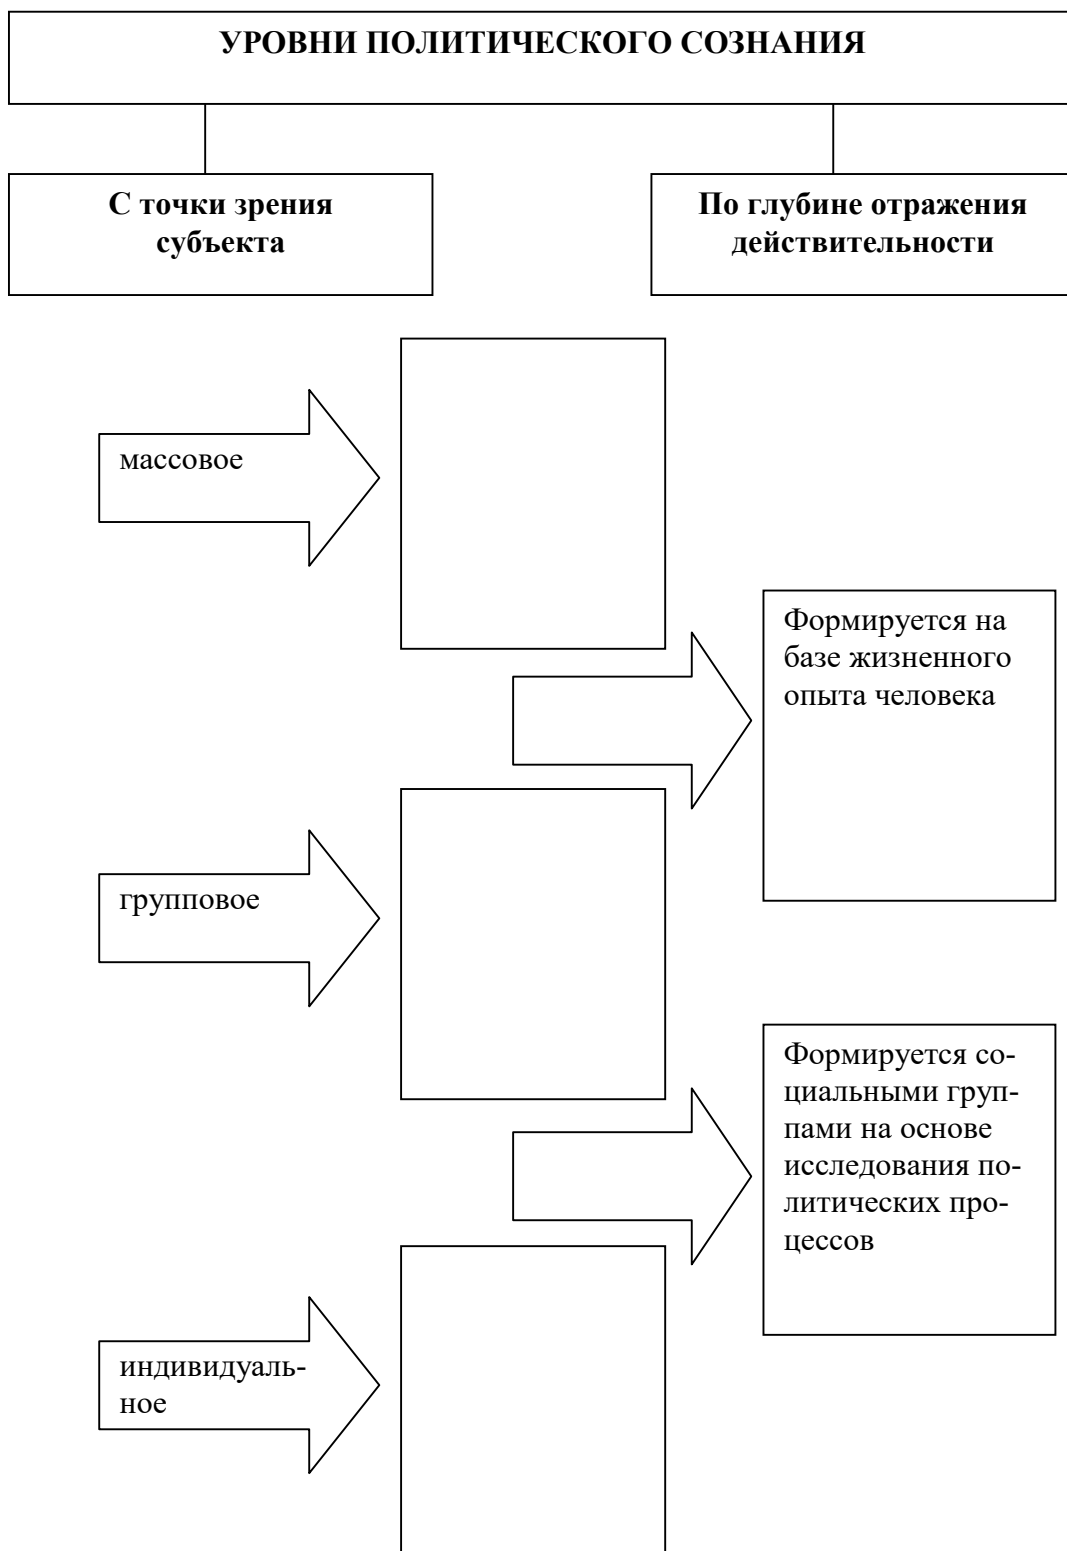 УРОВНИ ПОЛИТИЧЕСКОГО СОЗНАНИЯ
С точки зрения
субъекта
По глубине отражения
действительности
массовое
Формируется на
базе жизненного
опыта человека
групповое
Формируется со-
циальными груп-
пами на основе
исследования по-
литических про-
цессов
индивидуаль-
ное